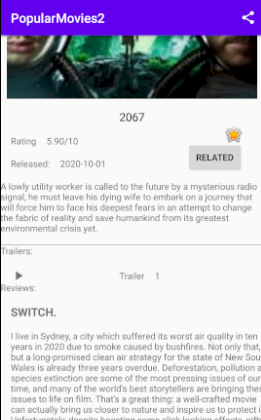 PopularMovies2
2067
Rating 5.90/10
Released: 2020-10-01
RELATED
A lowly utility worker is called to the future by a mysterious radio
signal, he must leave his dying wife to embark on a journey that
will force him to face his deepest fears in an attempt to change
the fabric of reality and save humankind from its greatest
environmental crisis yet.
Trailers:
Trailer 1
Reviews:
SWITCH.
I live in Sydney, a city which suffered its worst air quality in ten
years in 2020 due to smoke caused by bushfires. Not only that,
but a long-promised clean air strategy for the state of New Sou
Wales is already three years overdue. Deforestation, pollution a
species extinction are some of the most pressing issues of our
time, and many of the world's best storytellers are bringing thes
issues to life on film. That's a great thing: a well-crafted movie
can actually bring us closer to nature and inspire us to protect i